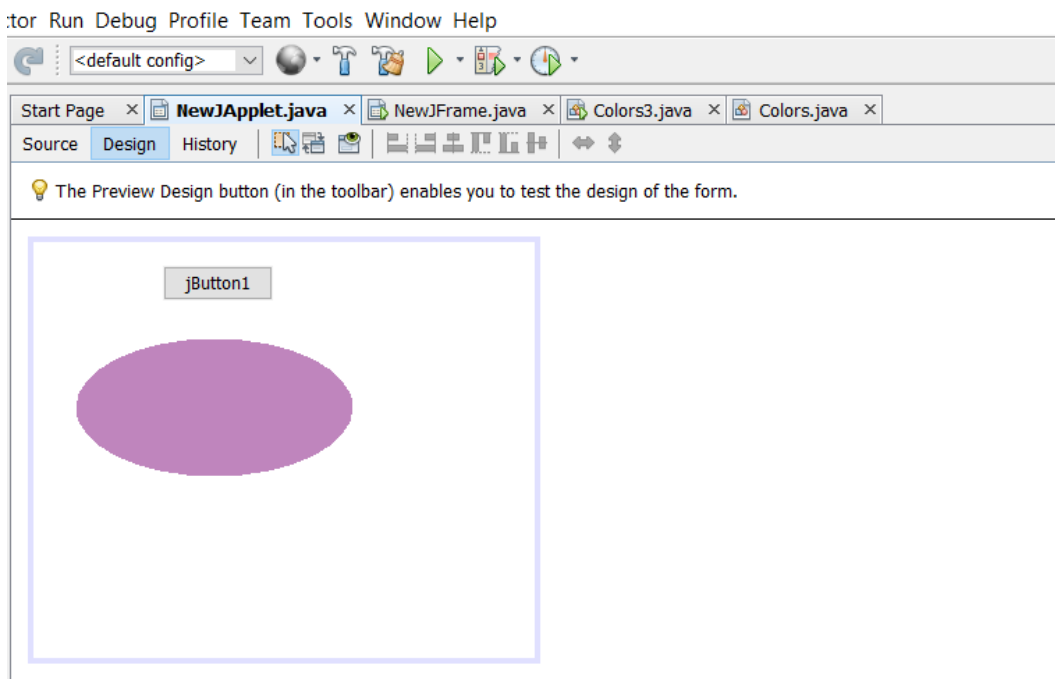 :tor Run Debug Profile Team Tools Window Help
<default config>
Start Page NewJApplet.java NewJFrame.java Colors3.java Colors.java
Source Design History
The Preview Design button (in the toolbar) enables you to test the design of the form.
jButton1